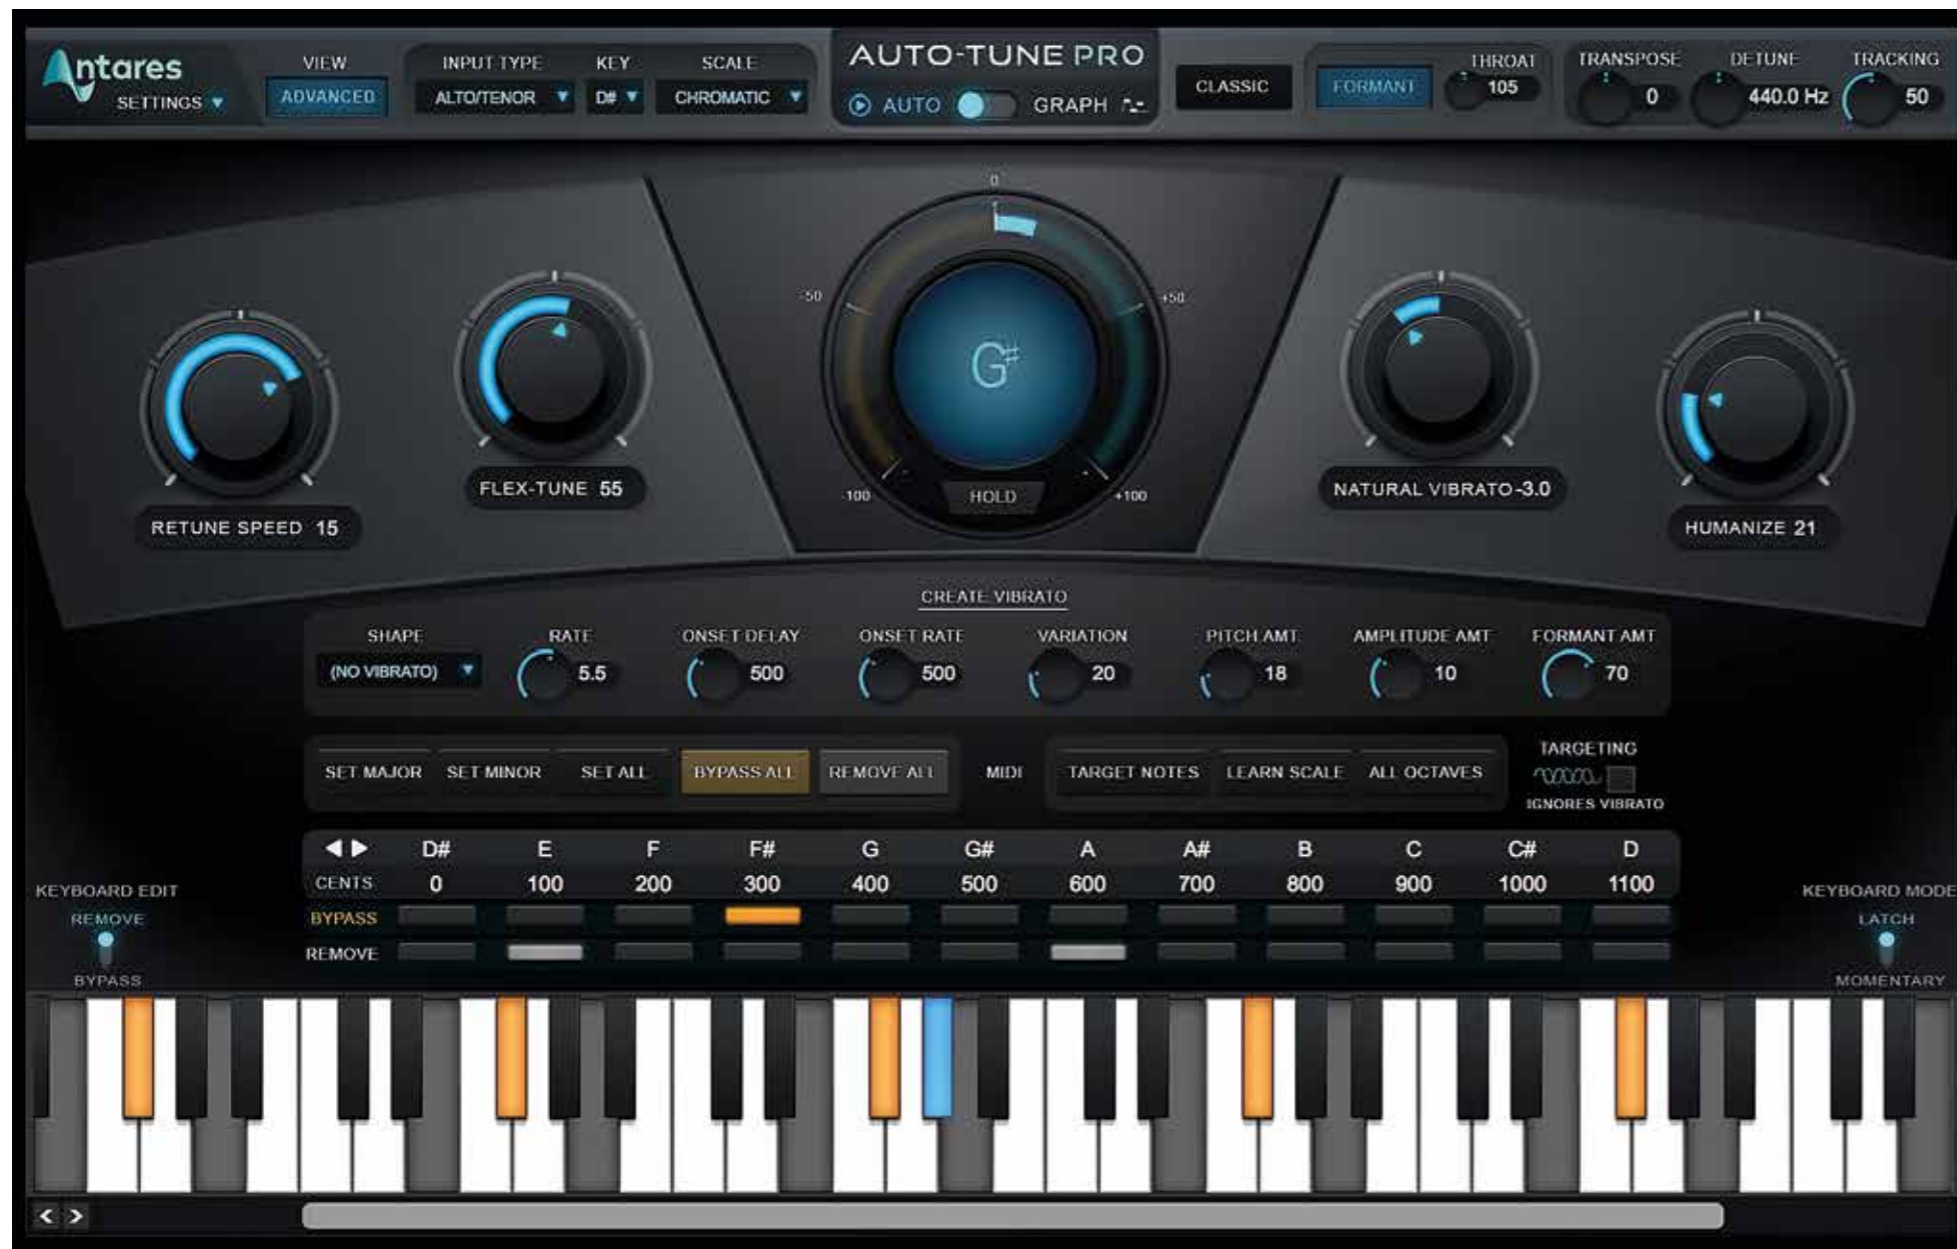 Antares
SETTINGS
VIEW
ADVANCED
INPUT TYPE
ALTO/TENOR
KEY
D#
SCALE
CHROMATIC
AUTO-TUNE PRO
AUTO
GRAPH
CLASSIC
FORMANT
THROAT
105
TRANSPOSE
0
DETUNE
440.0 Hz
TRACKING
50
RETUNE SPEED 15
FLEX-TUNE 55
0
-50
+50
-100
+100
G#
HOLD
NATURAL VIBRATO -3.0
HUMANIZE 21
CREATE VIBRATO
SHAPE RATE ONSET DELAY ONSET RATE VARIATION PITCH AMT AMPLITUDE AMT FORMANT AMT
(NO VIBRATO) 5.5 500 500 20 18 10 70
SET MAJOR SET MINOR SET ALL BYPASS ALL REMOVE ALL MIDI TARGET NOTES LEARN SCALE ALL OCTAVES
TARGETING
IGNORES VIBRATO
D# E F F# G G# A A# B C C# D
CENTS 0 100 200 300 400 500 600 700 800 900 1000 1100
BYPASS
REMOVE
KEYBOARD EDIT
REMOVE
BYPASS
KEYBOARD MODE
LATCH
MOMENTARY